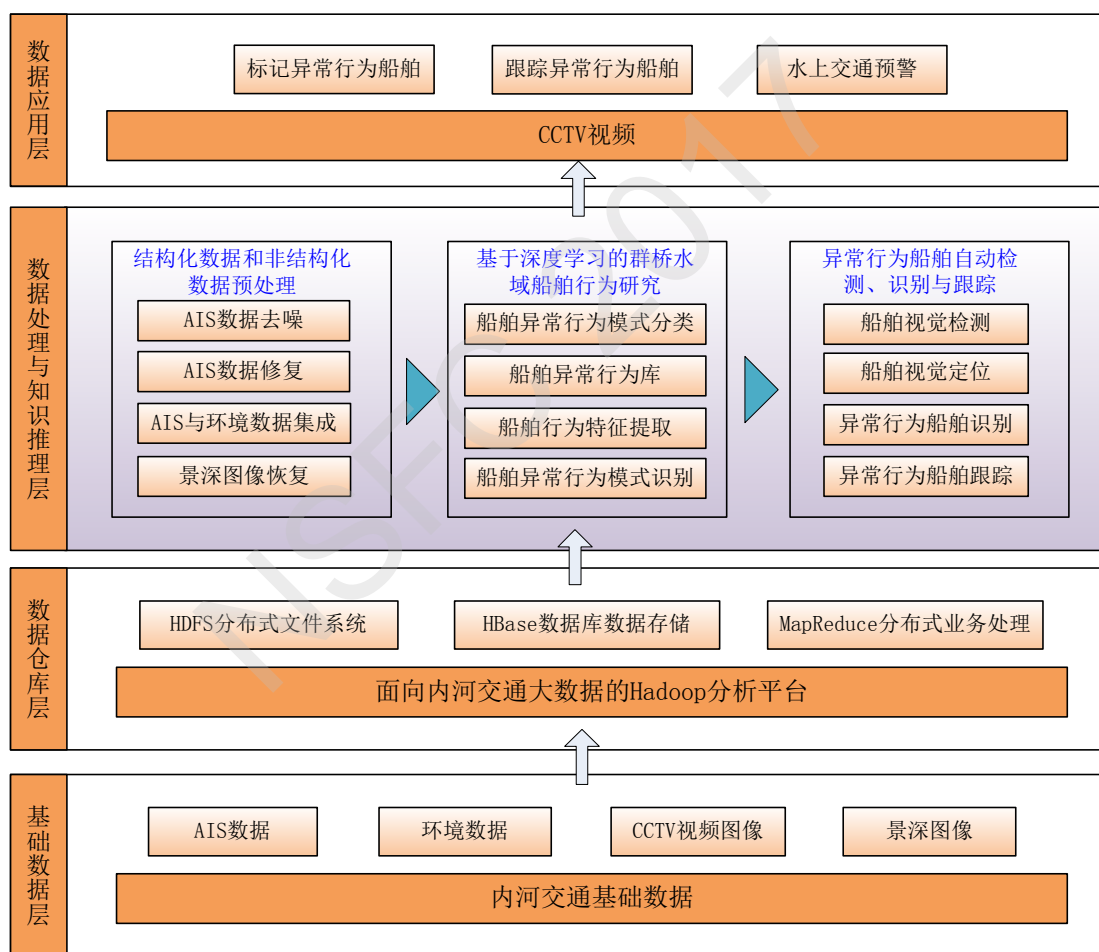 数据应用层
标记异常行为船舶
跟踪异常行为船舶
水上交通预警
CCTV视频
数据处理与知识推理层
结构化数据和非结构化
数据预处理
AIS数据去噪
AIS数据修复
AIS与环境数据集成
景深图像恢复
基于深度学习的群桥水
域船舶行为研究
船舶异常行为模式分类
船舶异常行为库
船舶行为特征提取
船舶异常行为模式识别
异常行为船舶自动检
测、识别与跟踪
船舶视觉检测
船舶视觉定位
异常行为船舶识别
异常行为船舶跟踪
数据仓库层
HDFS分布式文件系统
HBase数据库数据存储
MapReduce分布式业务处理
面向内河交通大数据的Hadoop分析平台
基础数据层
AIS数据
环境数据
CCTV视频图像
景深图像
内河交通基础数据
NSFC 2017